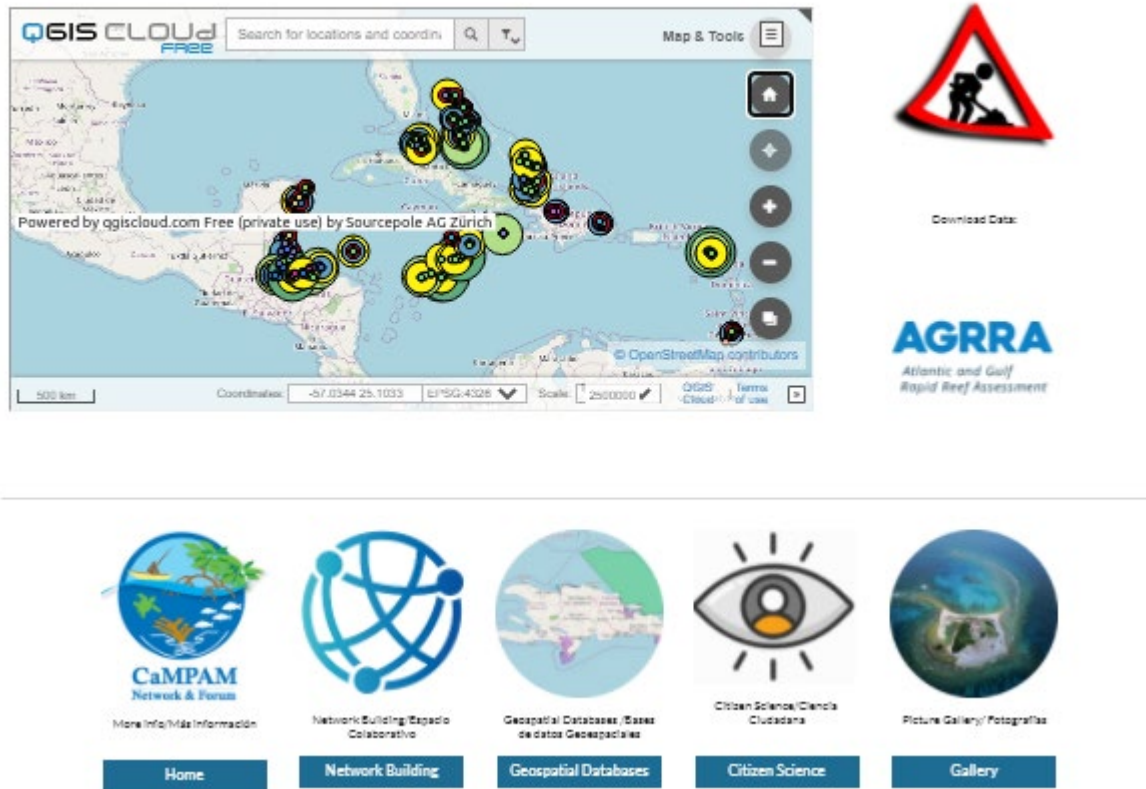 QGIS CLOUD
FREE
Search for locations and coordin
Map & Tools
Powered by qgiscloud.com Free (private use) by Sourcepole AG Zürich
© OpenStreetMap contributors
500 km
Coordinates:
-57.0344 25.1033
EPSG:4326
Scale:
2500000
QGIS Cloud
Terms of use
Download Data:
AGRRA
Atlantic and Gulf
Rapid Reef Assessment
CaMPAM
Network & Forum
More Info/Más Información
Network Building/Espacio
Colaborativo
Geospatial Databases /Bases
de datos Geoespaciales
Citizen Science/Ciencia
Ciudadana
Picture Gallery/ Fotografías
Home
Network Building
Geospatial Databases
Citizen Science
Gallery